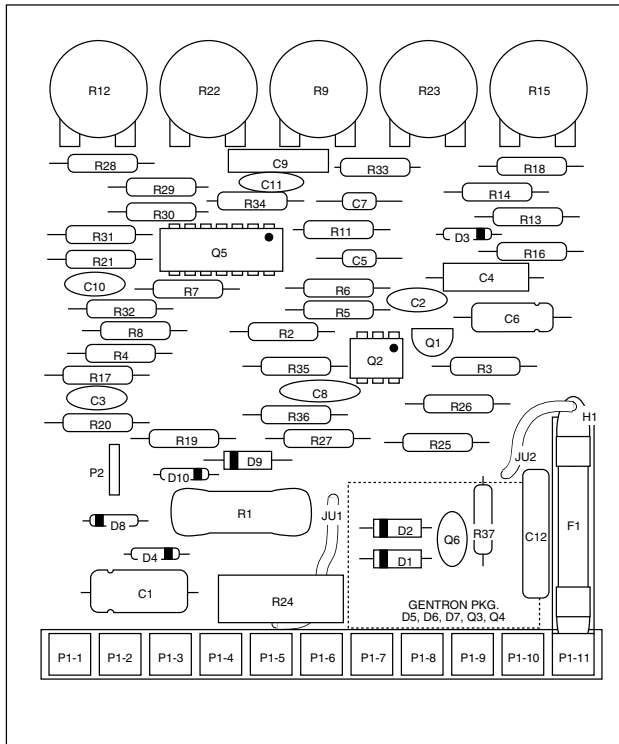 R12 R22 R9 R23 R15
R28 C9 R33 R18
R29 C11 R14
R30 R34 C7 R13
R31 Q5 R11 D3
R21 C5 R16
C10 R7 R6 C2 C4
R32 R5 C6
R8 R2 Q1
R4 Q2
R17 R35 R3
C3 C8 R26
R20 R36 H1
R19 R27 R25
P2 D9 JU2
D10
R1 JU1
D8 D2 Q6 R37 C12 F1
D4 D1
C1 R24
GENTRON PKG.
D5, D6, D7, Q3, Q4
P1-1 P1-2 P1-3 P1-4 P1-5 P1-6 P1-7 P1-8 P1-9 P1-10 P1-11